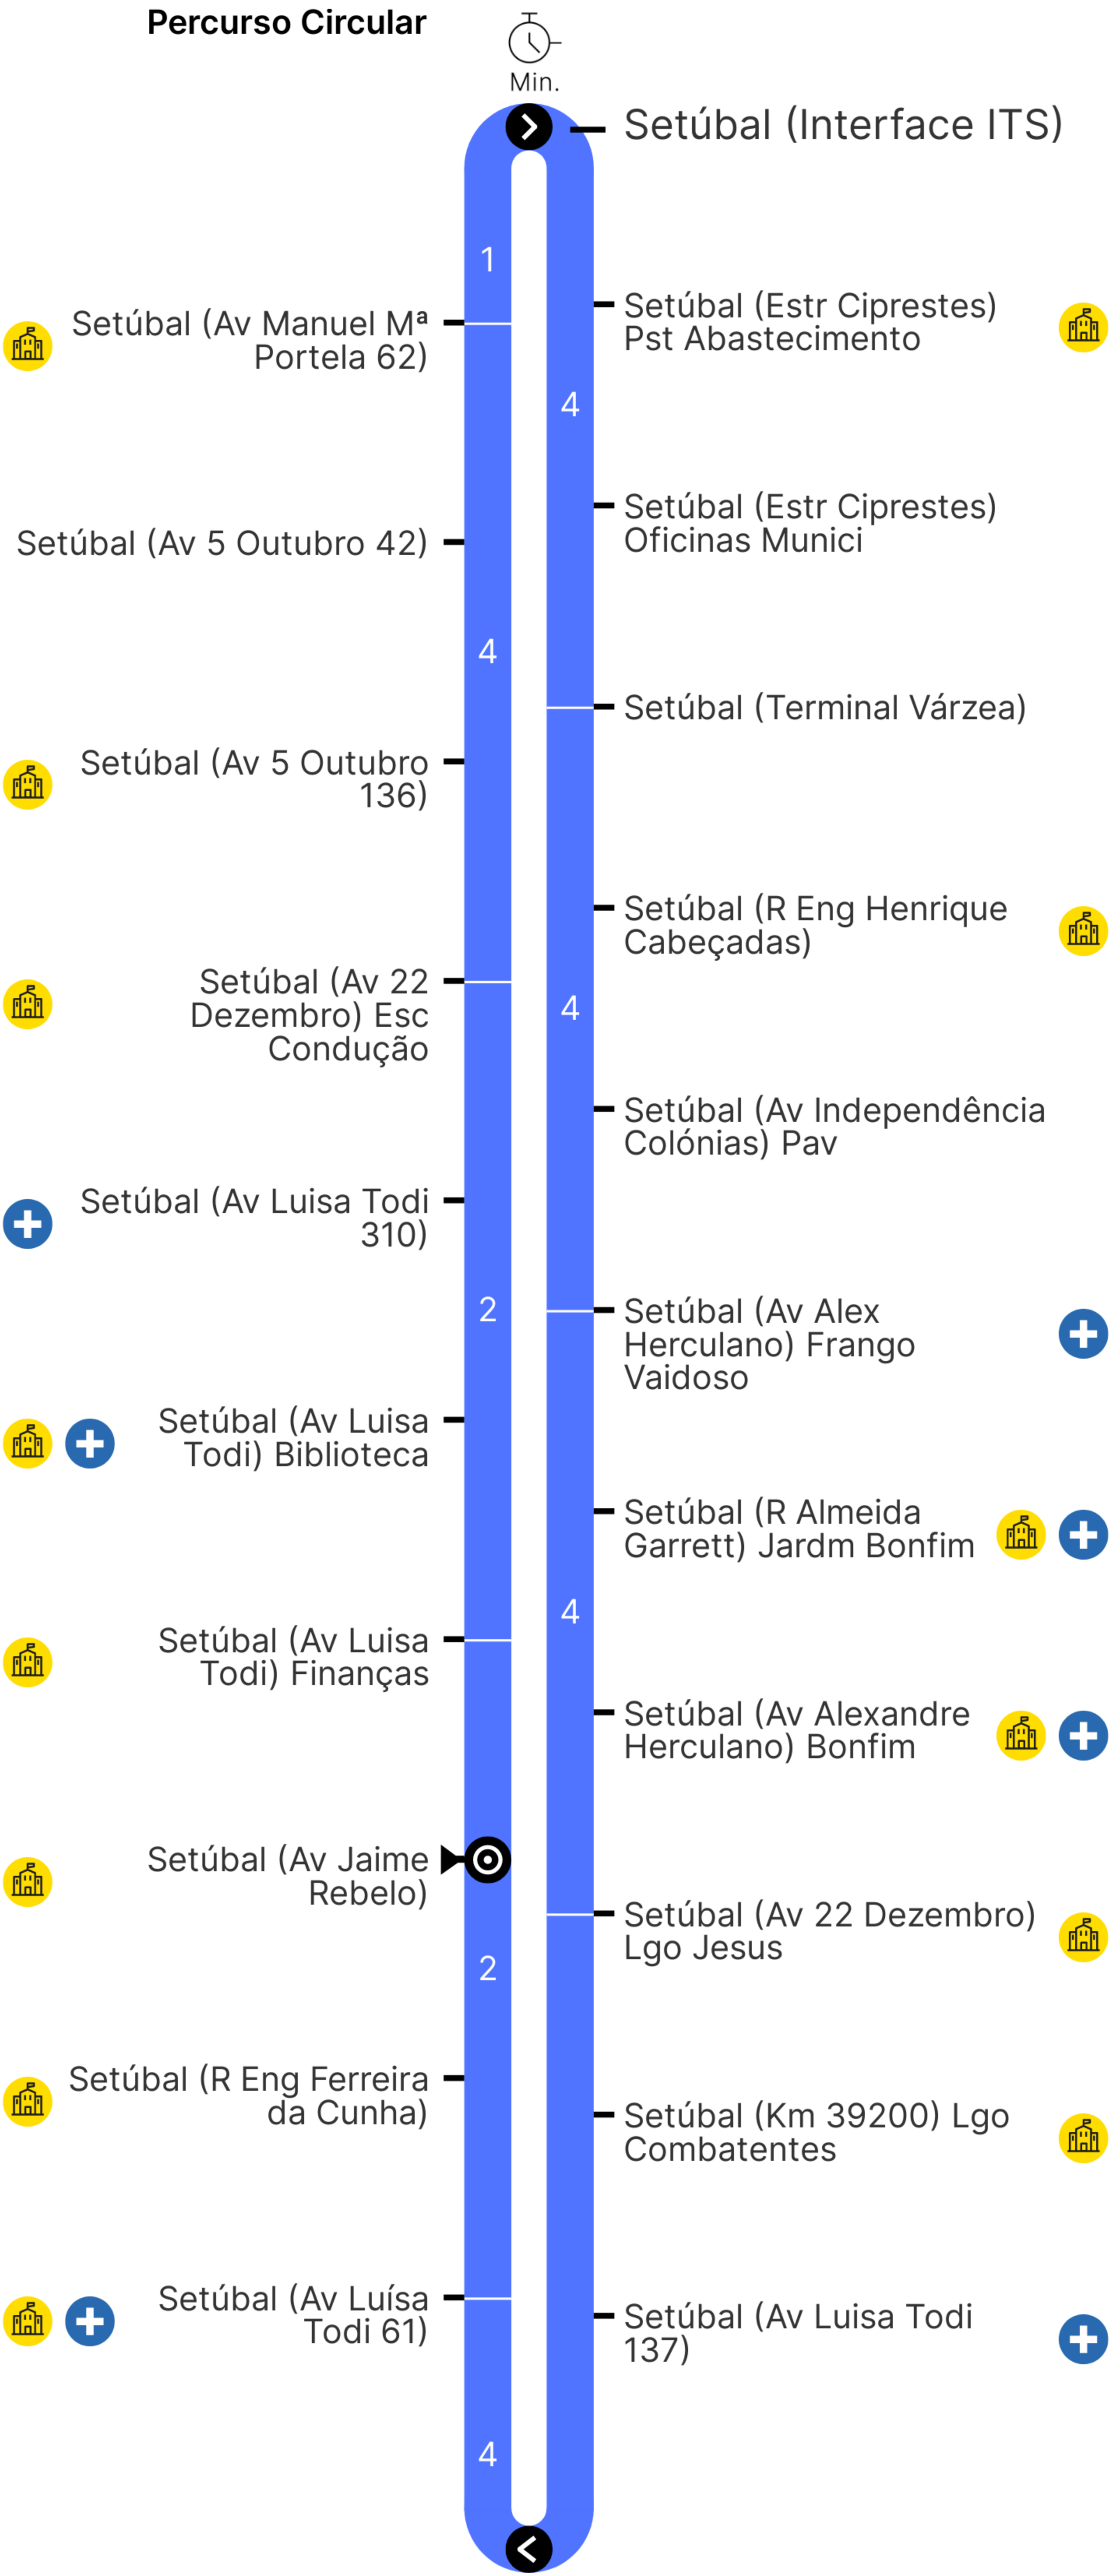 Percurso Circular
Min.
Setúbal (Interface ITS)
Setúbal (Estr Ciprestes)
Pst Abastecimento
4
Setúbal (Estr Ciprestes)
Oficinas Munici
Setúbal (Terminal Várzea)
Setúbal (R Eng Henrique
Cabeçadas)
4
Setúbal (Av Independência
Colónias) Pav
Setúbal (Av Alex
Herculano) Frango
Vaidoso
Setúbal (R Almeida
Garrett) Jardm Bonfim
4
Setúbal (Av Alexandre
Herculano) Bonfim
Setúbal (Av 22 Dezembro)
Lgo Jesus
Setúbal (Km 39200) Lgo
Combatentes
Setúbal (Av Luisa Todi
137)
1
Setúbal (Av Manuel Mª
Portela 62)
Setúbal (Av 5 Outubro 42)
4
Setúbal (Av 5 Outubro
136)
Setúbal (Av 22
Dezembro) Esc
Condução
Setúbal (Av Luisa Todi
310)
2
Setúbal (Av Luisa
Todi) Biblioteca
Setúbal (Av Luisa
Todi) Finanças
Setúbal (Av Jaime
Rebelo)
2
Setúbal (R Eng Ferreira
da Cunha)
Setúbal (Av Luísa
Todi 61)
4